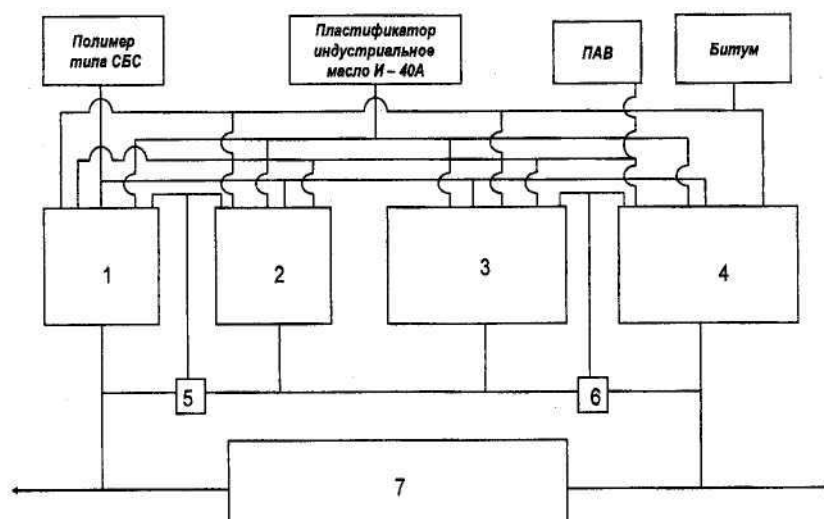 Полимер
типа СБС
Пластификатор
индустриальное
масло И – 40А
ПАВ
Битум
1
2
3
4
5
6
7